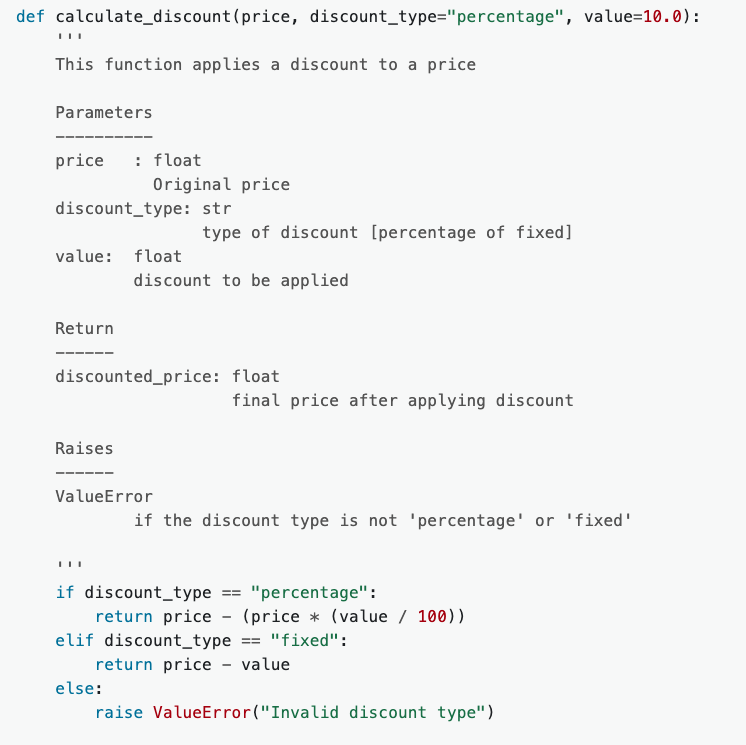 def calculate_discount(price, discount_type="percentage", value=10.0):
    '''
    This function applies a discount to a price

    Parameters
    ----------
    price   : float
              Original price
    discount_type: str
                   type of discount [percentage of fixed]
    value:  float
            discount to be applied

    Return
    ------
    discounted_price: float
                      final price after applying discount

    Raises
    ------
    ValueError
            if the discount type is not 'percentage' or 'fixed'

    '''
    if discount_type == "percentage":
        return price - (price * (value / 100))
    elif discount_type == "fixed":
        return price - value
    else:
        raise ValueError("Invalid discount type")